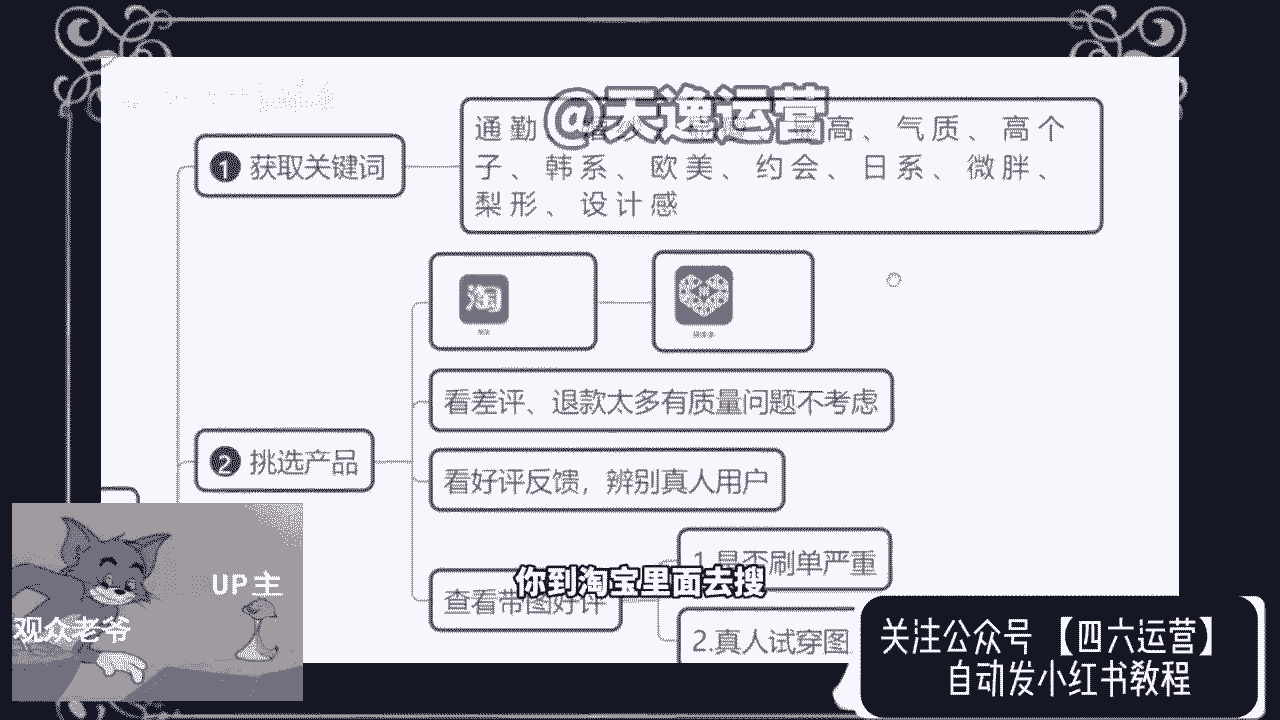 @天逸运营
通勤、
高、气质、高个
子、韩系、欧美、约会、日系、微胖、
梨形、设计感
1 获取关键词
淘
看差评、退款太多有质量问题不考虑
2 挑选产品
看好评反馈，辨别真人用户
1.是否刷单严重
你到淘宝里面去搜
查看带图好评
2.真人试穿图
UP主
观众老爷
关注公众号【四六运营】
自动发小红书教程